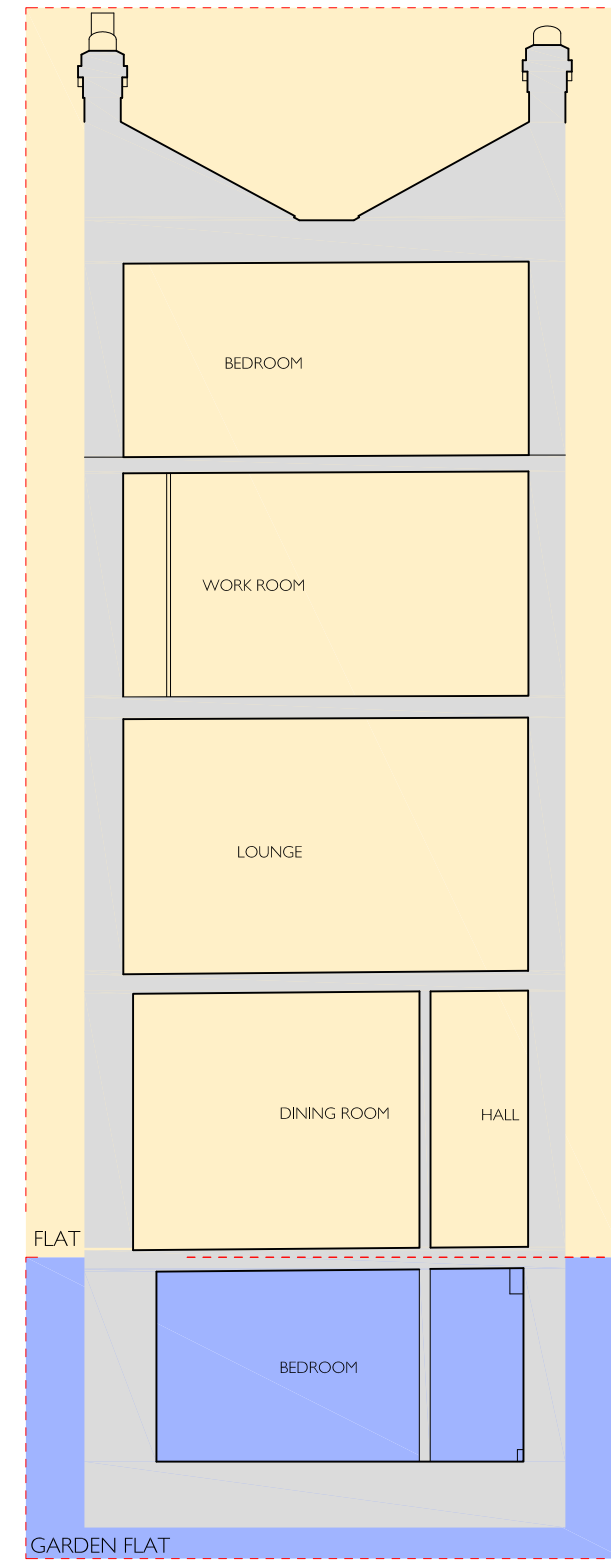 BEDROOM
WORK ROOM
LOUNGE
DINING ROOM
HALL
FLAT
BEDROOM
GARDEN FLAT